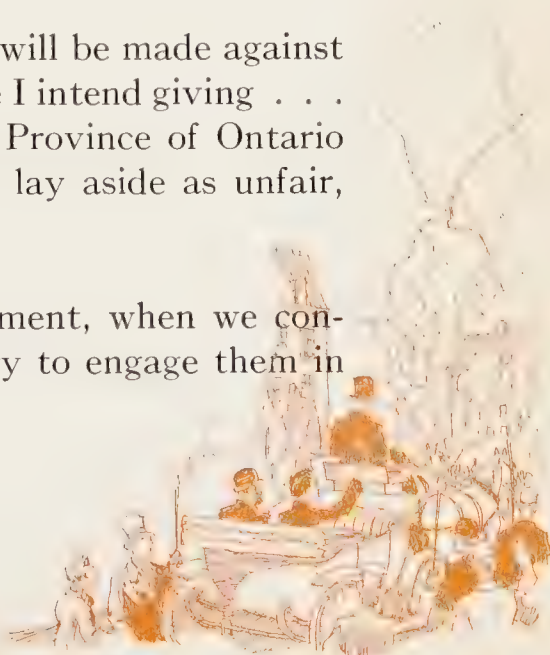 will be made against
I intend giving . . .
Province of Ontario
lay aside as unfair,
ment, when we con-
y to engage them in